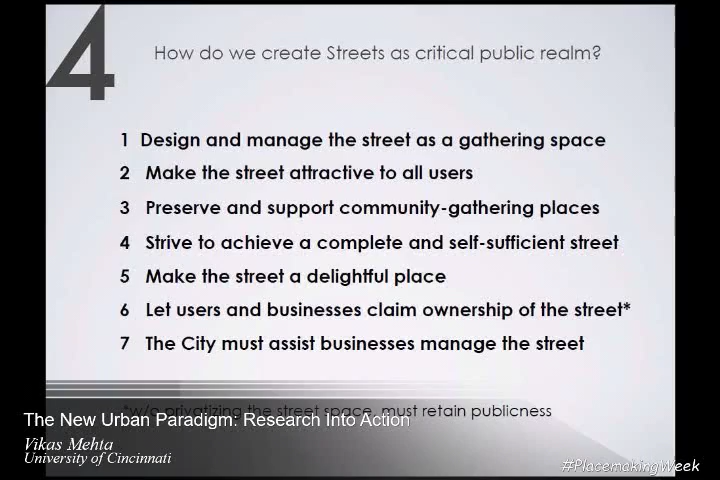 4
How do we create Streets as critical public realm?
1 Design and manage the street as a gathering space
2 Make the street attractive to all users
3 Preserve and support community-gathering places
4 Strive to achieve a complete and self-sufficient street
5 Make the street a delightful place
6 Let users and businesses claim ownership of the street*
7 The City must assist businesses manage the street
*w/o privatizing the street space, must retain publicness
The New Urban Paradigm: Research Into Action
Vikas Mehta
University of Cincinnati
#PlacemakingWeek